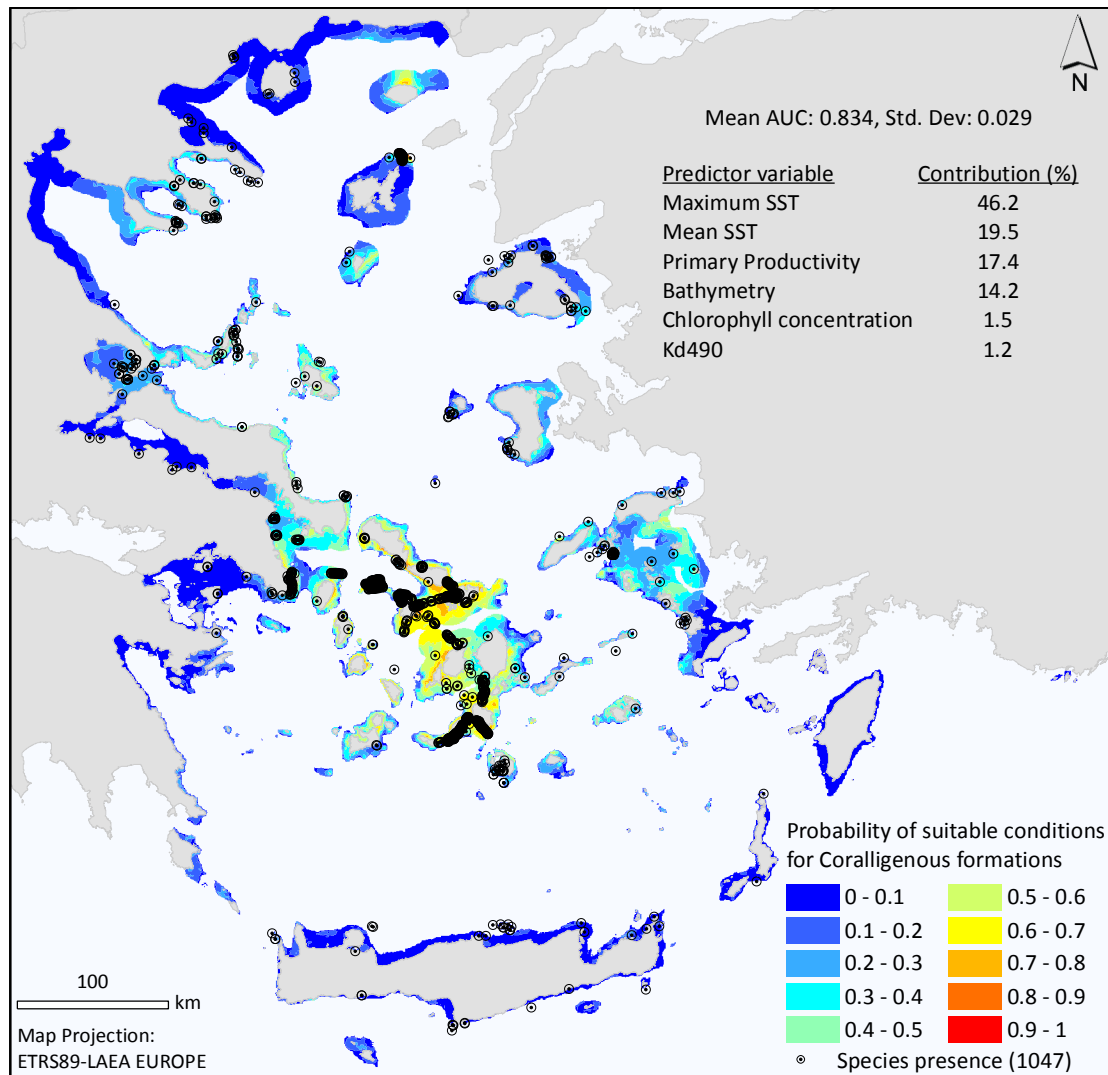 N
Mean AUC: 0.834, Std. Dev: 0.029
Predictor variable Contribution (%)
Maximum SST 46.2
Mean SST 19.5
Primary Productivity 17.4
Bathymetry 14.2
Chlorophyll concentration 1.5
Kd490 1.2
Probability of suitable conditions
for Coralligenous formations
0 - 0.1 0.5 - 0.6
0.1 - 0.2 0.6 - 0.7
0.2 - 0.3 0.7 - 0.8
0.3 - 0.4 0.8 - 0.9
0.4 - 0.5 0.9 - 1
Species presence (1047)
100
km
Map Projection:
ETRS89-LAEA EUROPE